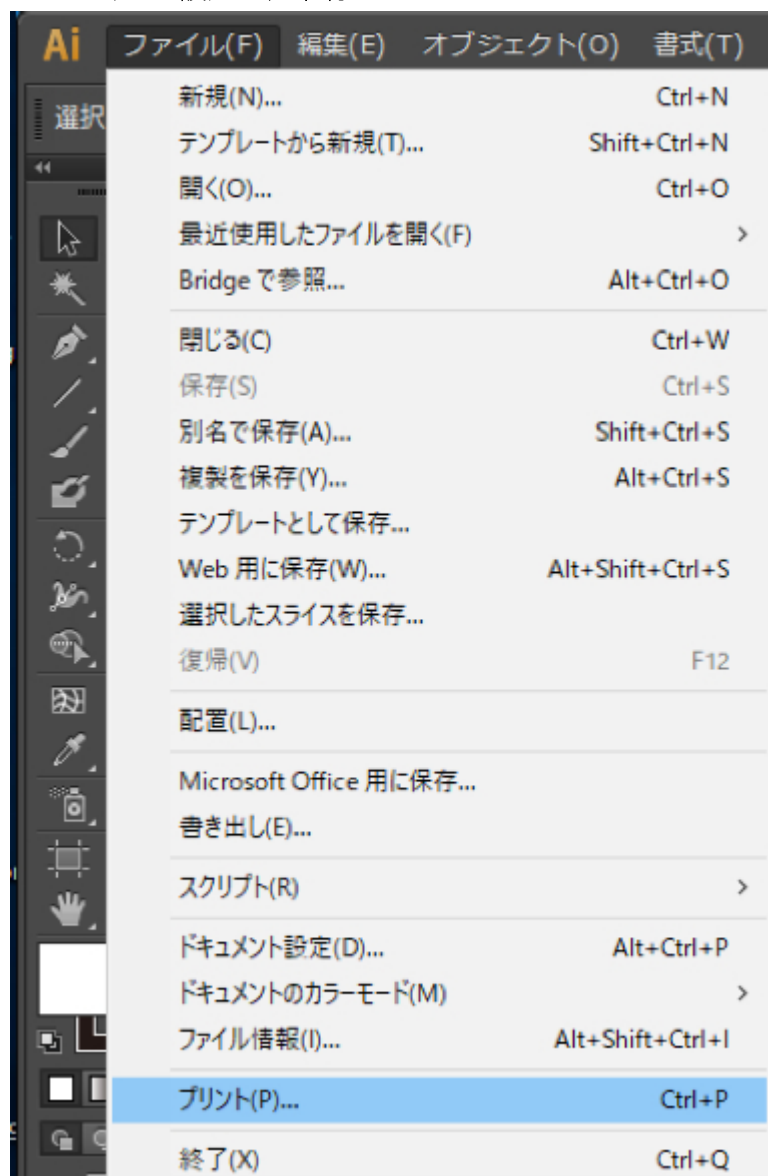 Ai ファイル(F) 編集(E) オブジェクト(O) 書式(T)
選択
新規(N)... Ctrl+N
テンプレートから新規(T)... Shift+Ctrl+N
開く(O)... Ctrl+O
最近使用したファイルを開く(F) >
Bridge で参照... Alt+Ctrl+O
閉じる(C) Ctrl+W
保存(S) Ctrl+S
別名で保存(A)... Shift+Ctrl+S
複製を保存(Y)... Alt+Ctrl+S
テンプレートとして保存...
Web 用に保存(W)... Alt+Shift+Ctrl+S
選択したスライスを保存...
復帰(V) F12
配置(L)...
Microsoft Office 用に保存...
書き出し(E)...
スクリプト(R) >
ドキュメント設定(D)... Alt+Ctrl+P
ドキュメントのカラーモード(M) >
ファイル情報(I)... Alt+Shift+Ctrl+I
プリント(P)... Ctrl+P
終了(X) Ctrl+Q